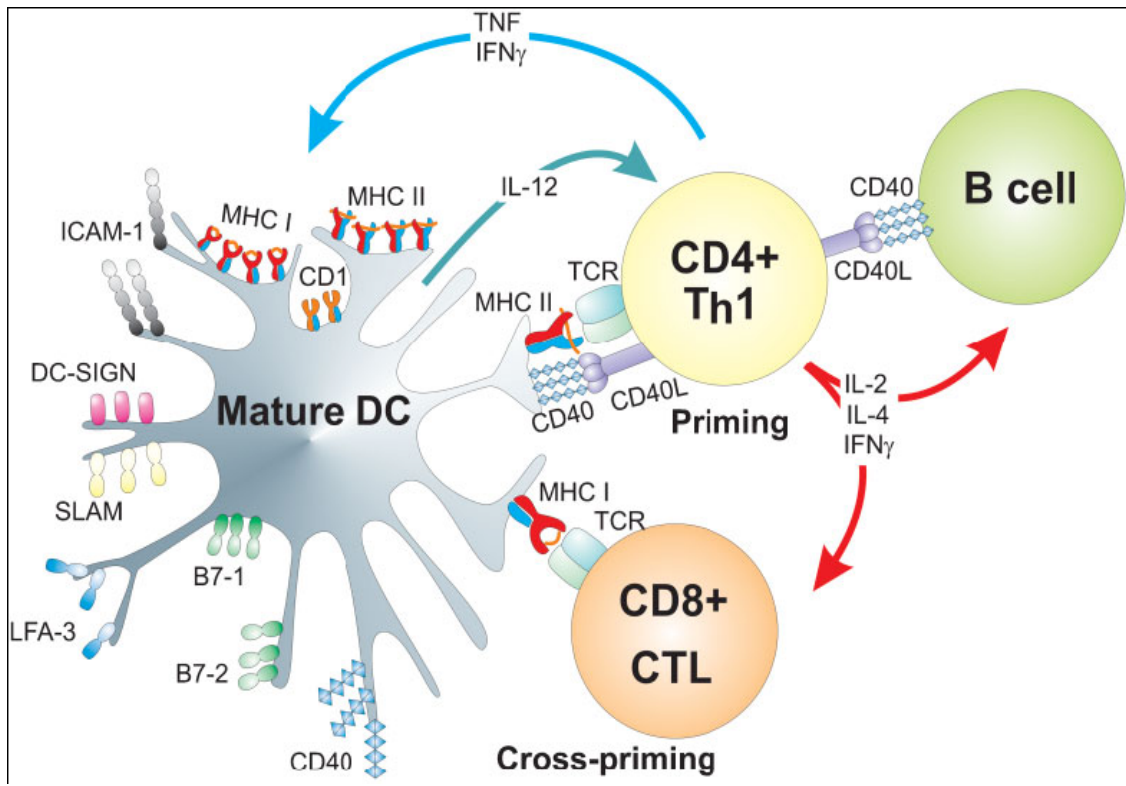 TNF
IFNγ
IL-12
MHC II
MHC I
ICAM-1
CD1
CD40
B cell
CD40L
CD4+
Th1
TCR
MHC II
DC-SIGN
Mature DC
CD40
CD40L
Priming
IL-2
IL-4
IFNγ
SLAM
MHC I
TCR
B7-1
LFA-3
B7-2
CD8+
CTL
CD40
Cross-priming